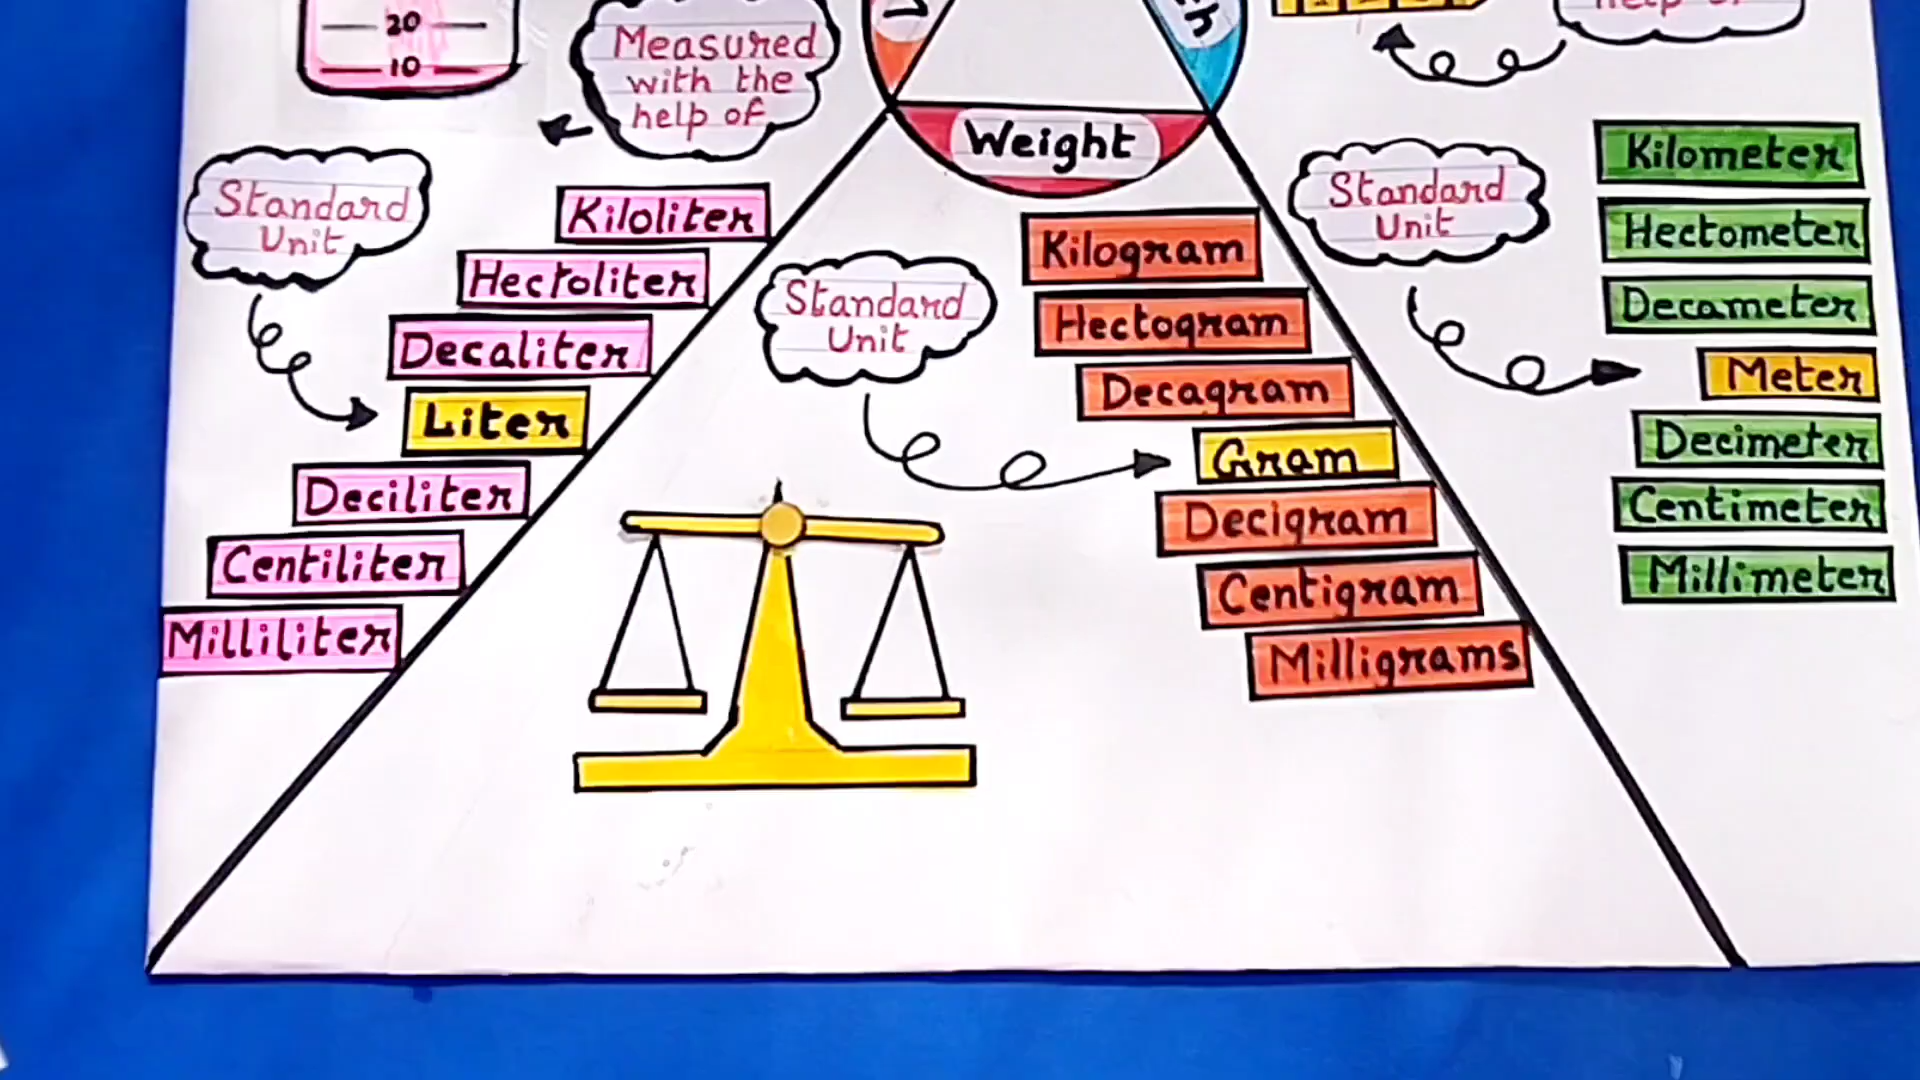 20
10
Measured
with the
help of
Weight
Standard
Unit
Kiloliter
Hectoliter
Decaliter
Liter
Deciliter
Centiliter
Milliliter
Standard
Unit
Kilogram
Hectogram
Decagram
Gram
Decigram
Centigram
Milligrams
Standard
Unit
Kilometer
Hectometer
Decameter
Meter
Decimeter
Centimeter
Millimeter